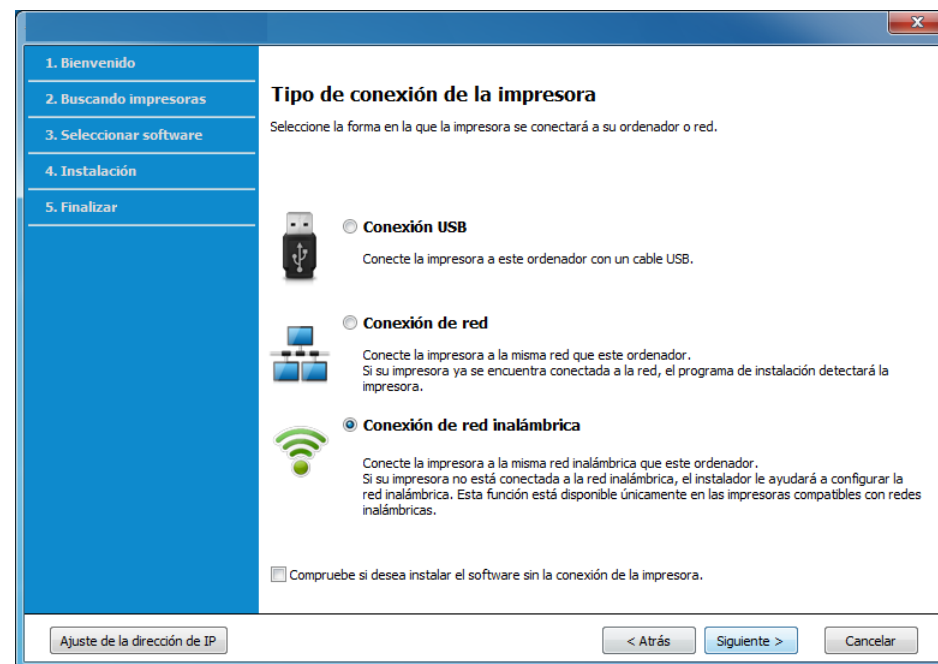 1. Bienvenido
2. Buscando impresoras
3. Seleccionar software
4. Instalación
5. Finalizar
Tipo de conexión de la impresora
Seleccione la forma en la que la impresora se conectará a su ordenador o red.
Conexión USB
Conecte la impresora a este ordenador con un cable USB.
Conexión de red
Conecte la impresora a la misma red que este ordenador.
Si su impresora ya se encuentra conectada a la red, el programa de instalación detectará la
impresora.
Conexión de red inalámbrica
Conecte la impresora a la misma red inalámbrica que este ordenador.
Si su impresora no está conectada a la red inalámbrica, el instalador le ayudará a configurar la
red inalámbrica. Esta función está disponible únicamente en las impresoras compatibles con redes
inalámbricas.
Compruebe si desea instalar el software sin la conexión de la impresora.
Ajuste de la dirección de IP
< Atrás
Siguiente >
Cancelar